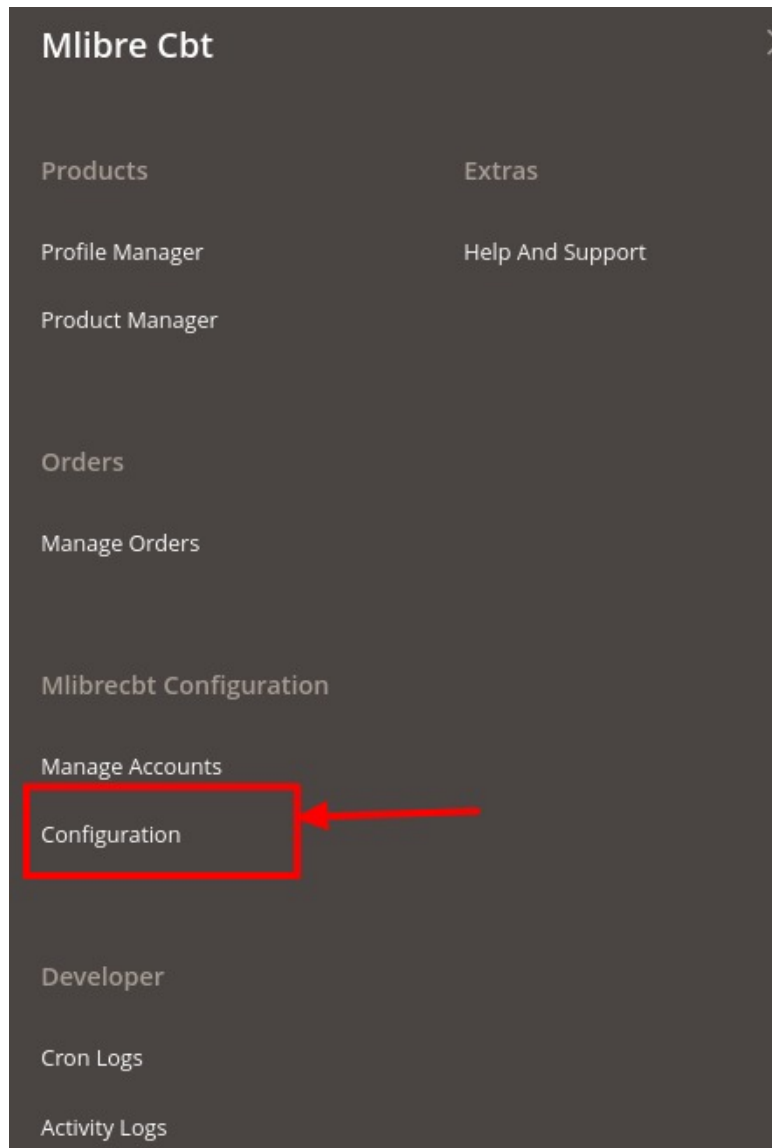 Mlibre Cbt
Products
Profile Manager
Product Manager
Extras
Help And Support
Orders
Manage Orders
Mlibrecbt Configuration
Manage Accounts
Configuration
Developer
Cron Logs
Activity Logs